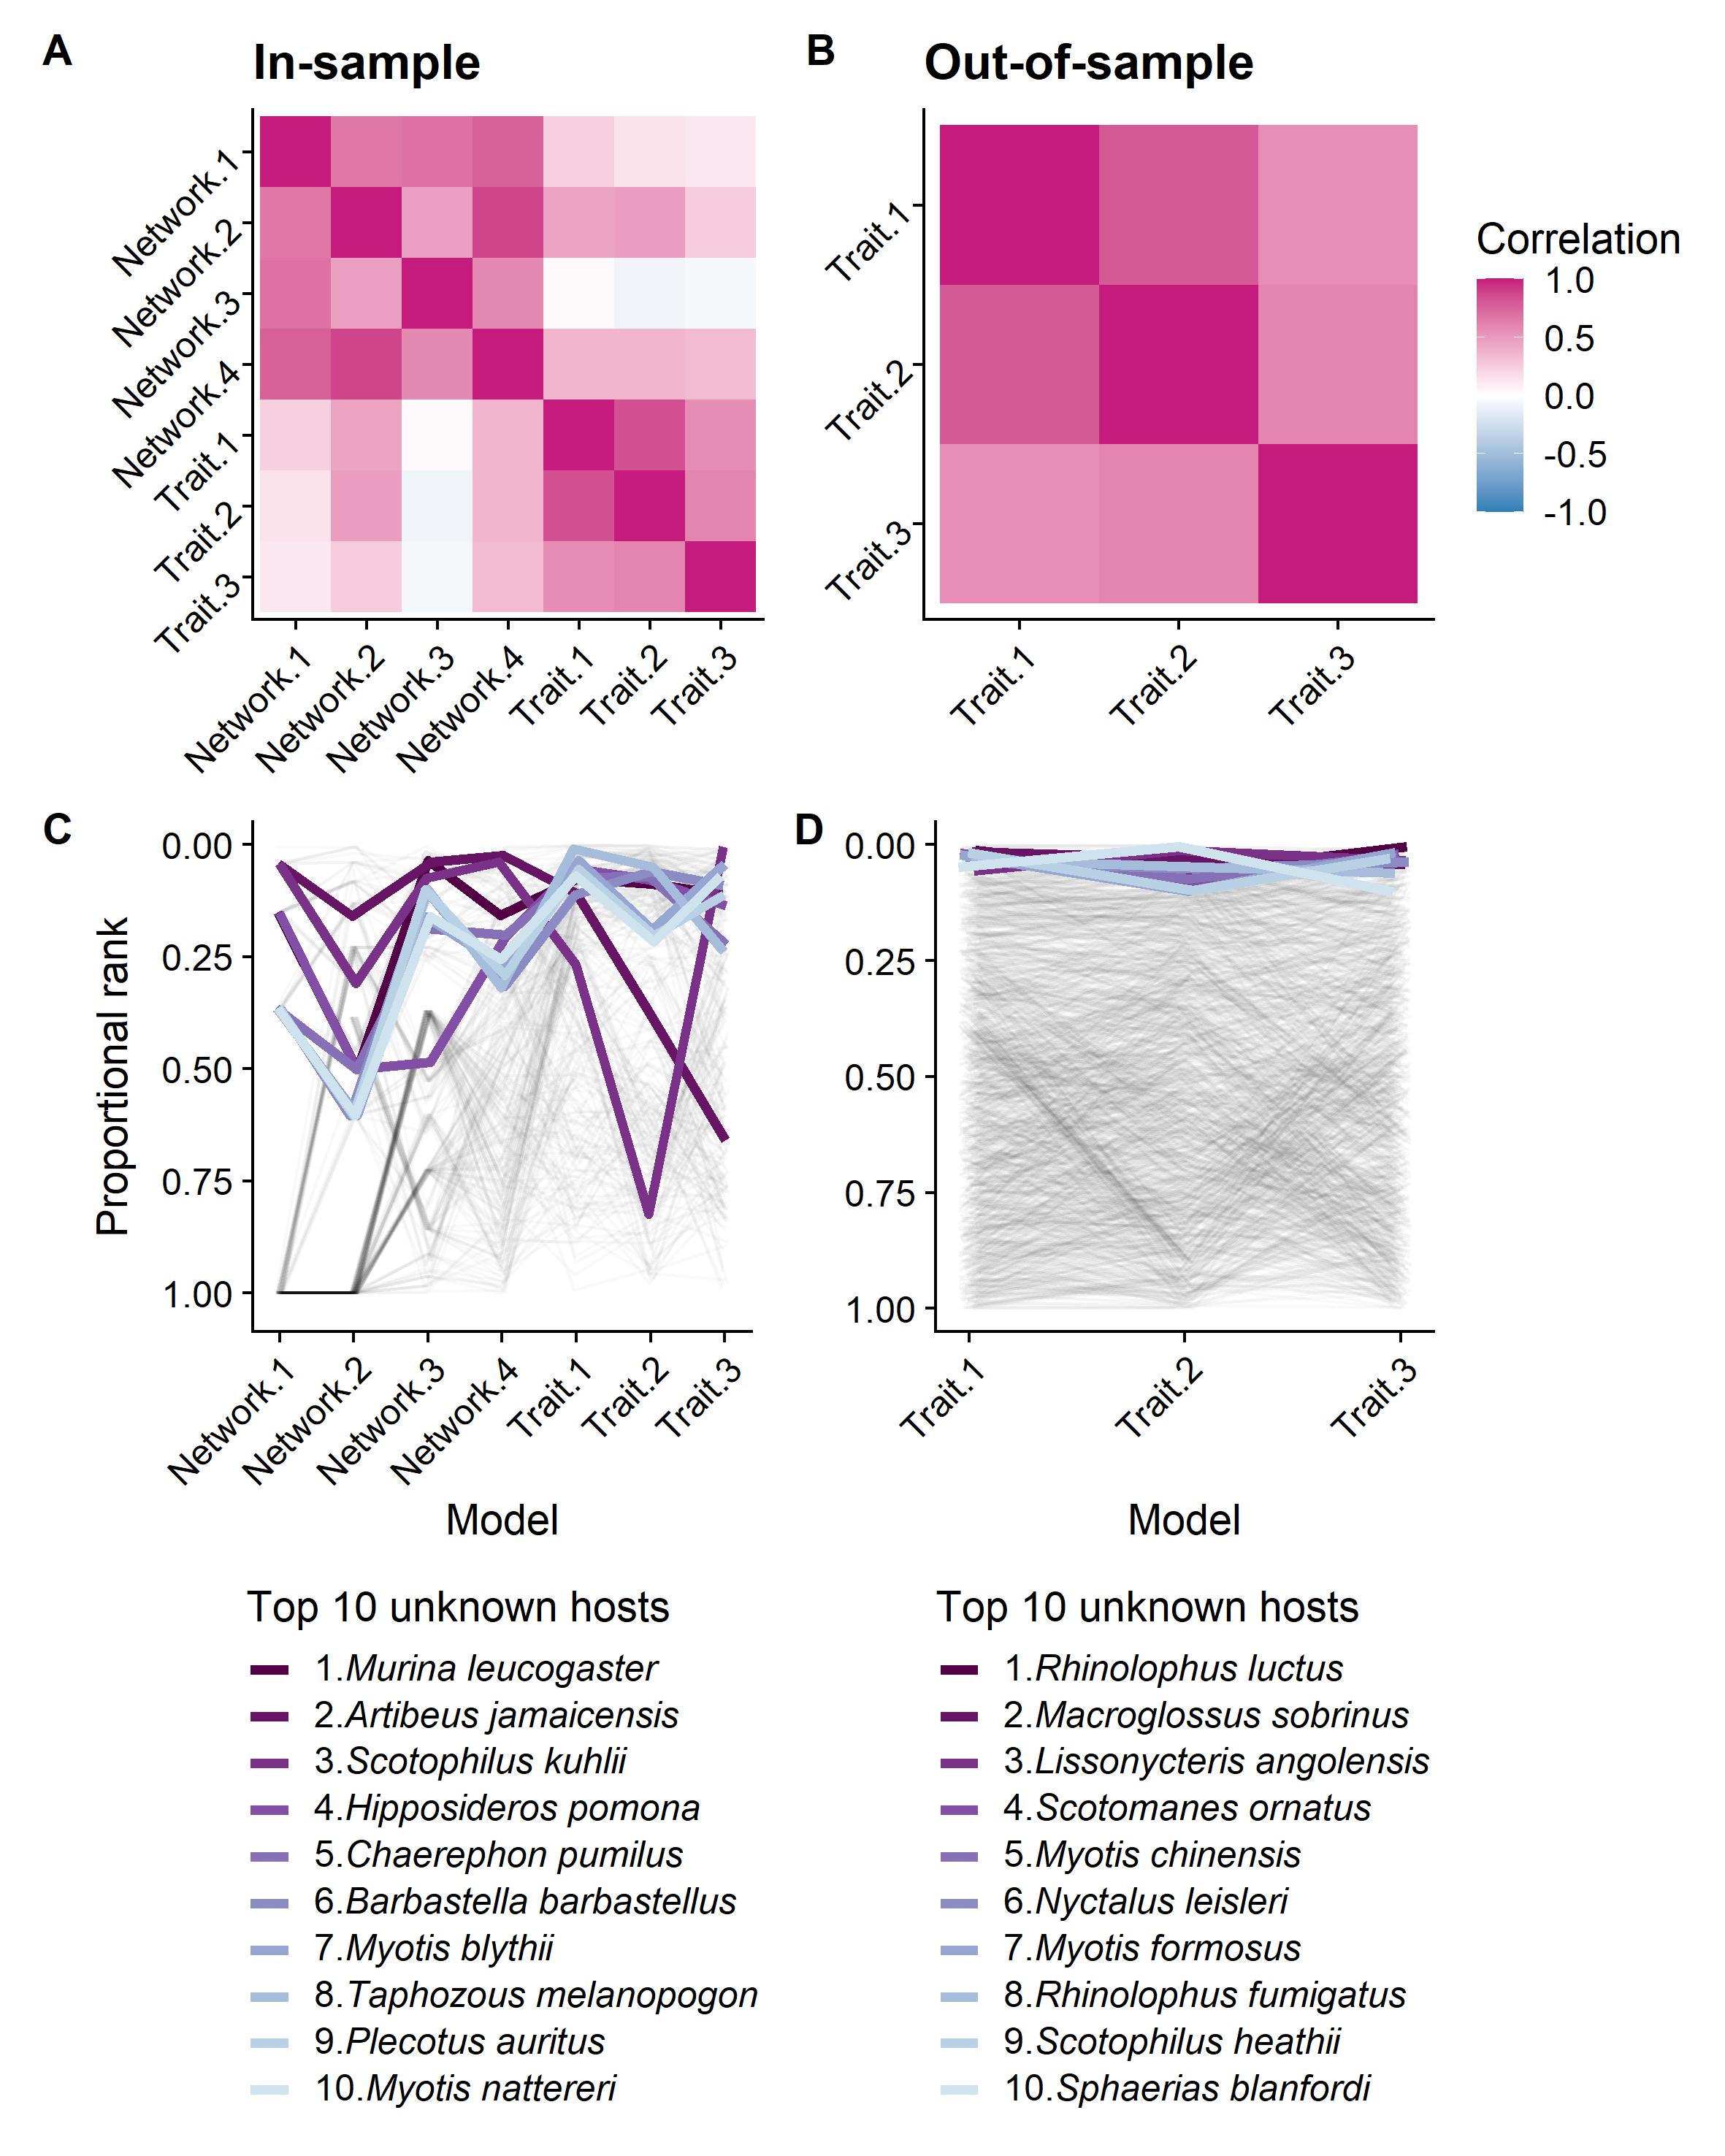 A
In-sample
Network.1
Network.2
Network.3
Network.4
Trait.1
Trait.2
Trait.3
Network.1
Network.2
Network.3
Network.4
Trait.1
Trait.2
Trait.3
B
Out-of-sample
Trait.1
Trait.2
Trait.3
Trait.1
Trait.2
Trait.3
Correlation
1.0
0.5
0.0
-0.5
-1.0
C
Proportional rank
0.00
0.25
0.50
0.75
1.00
Network.1
Network.2
Network.3
Network.4
Trait.1
Trait.2
Trait.3
Model
D
0.00
0.25
0.50
0.75
1.00
Trait.1
Trait.2
Trait.3
Model
Top 10 unknown hosts
1.Murina leucogaster
2.Artibeus jamaicensis
3.Scotophilus kuhlii
4.Hipposideros pomona
5.Chaerephon pumilus
6.Barbastella barbastellus
7.Myotis blythii
8.Taphozous melanopogon
9.Plecotus auritus
10.Myotis nattereri
Top 10 unknown hosts
1.Rhinolophus luctus
2.Macroglossus sobrinus
3.Lissonycteris angolensis
4.Scotomanes ornatus
5.Myotis chinensis
6.Nyctalus leisleri
7.Myotis formosus
8.Rhinolophus fumigatus
9.Scotophilus heathii
10.Sphaerias blanfordi